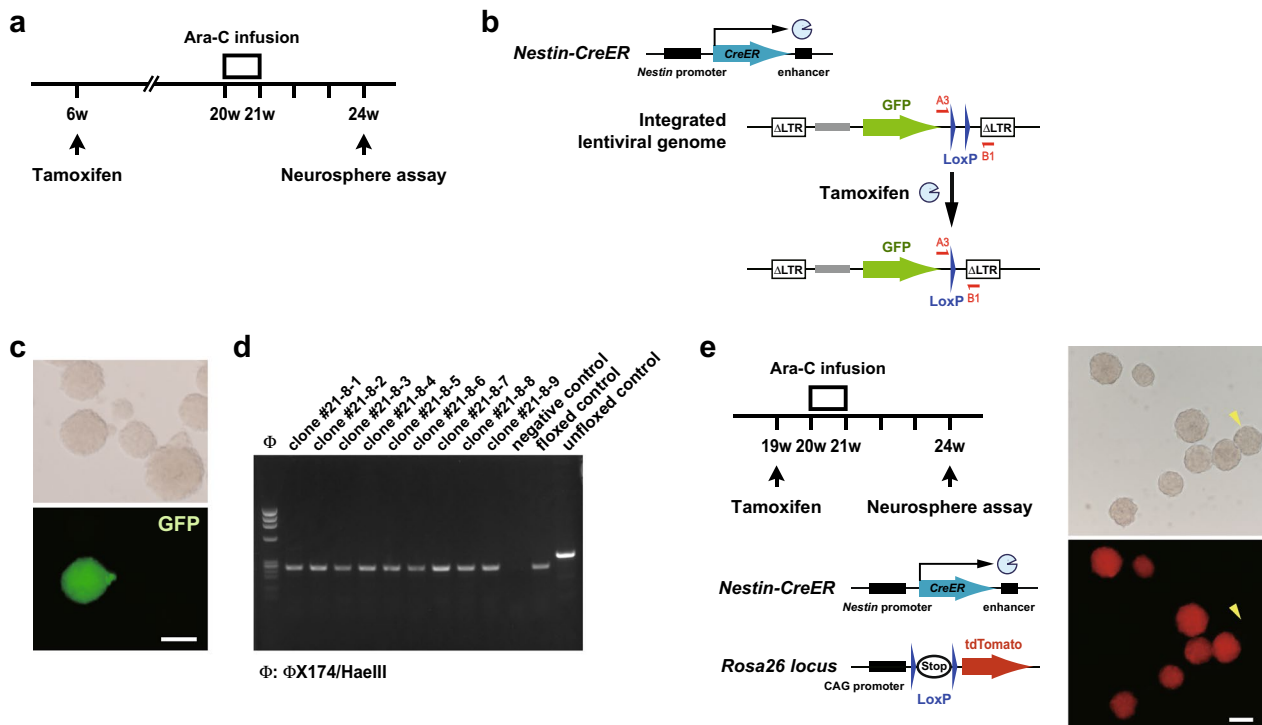 a
Ara-C infusion
6w
20w 21w
24w
Tamoxifen
Neurosphere assay
b
Nestin-CreER
CreER
Nestin promoter
enhancer
Integrated
lentiviral genome
GFP
A3
ΔLTR
ΔLTR
LoxP
B1
Tamoxifen
GFP
A3
ΔLTR
ΔLTR
LoxP
B1
c
GFP
d
Φ
clone #21-8-1
clone #21-8-2
clone #21-8-3
clone #21-8-4
clone #21-8-5
clone #21-8-6
clone #21-8-7
clone #21-8-8
clone #21-8-9
negative control
floxed control
unfloxed control
Φ: ΦX174/HaeIII
e
Ara-C infusion
19w
20w 21w
24w
Tamoxifen
Neurosphere assay
Nestin-CreER
CreER
Nestin promoter
enhancer
Rosa26 locus
tdTomato
Stop
CAG promoter
LoxP